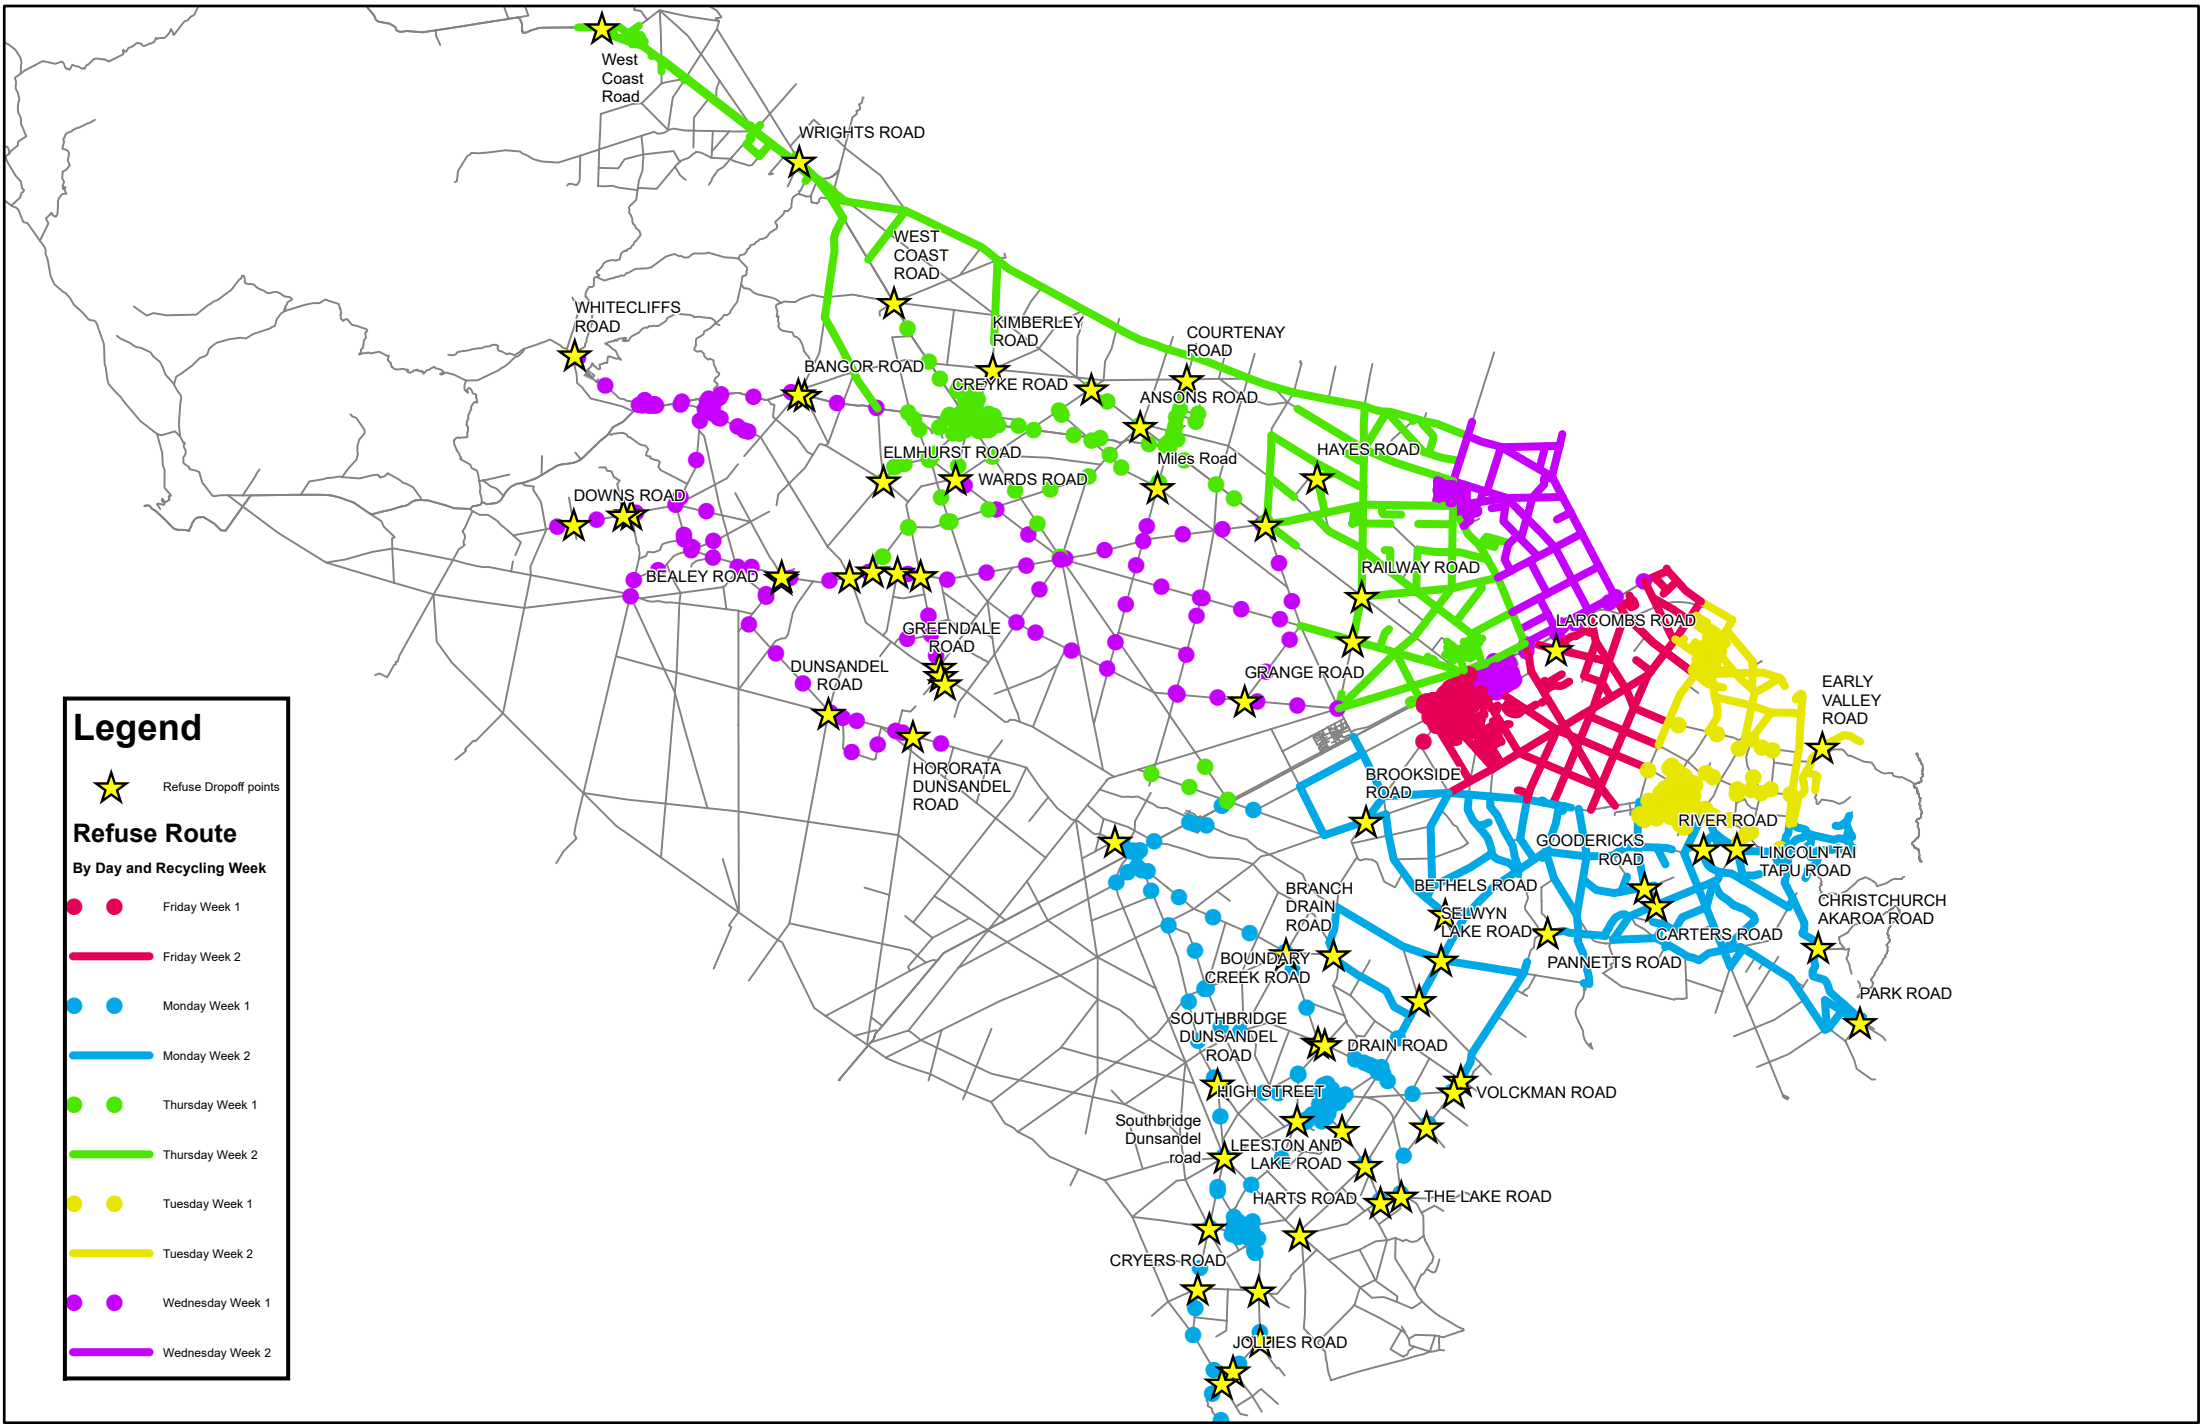 West
Coast
Road
WRIGHTS ROAD
WEST
COAST
ROAD
WHITECLIFFS
ROAD
KIMBERLEY
ROAD
COURTENAY
ROAD
BANGOR ROAD
CREYKE ROAD
ANSONS ROAD
ELMHURST ROAD
HAYES ROAD
Miles Road
WARDS ROAD
DOWNS ROAD
BEALEY ROAD
RAILWAY ROAD
GREENDALE
ROAD
LARCOMBS ROAD
DUNSANDEL
ROAD
GRANGE ROAD
EARLY
VALLEY
ROAD
HORORATA
DUNSANDEL
ROAD
BROOKSIDE
ROAD
RIVER ROAD
GOODERICKS
ROAD
LINCOLN TAI
TAPU ROAD
BRANCH
DRAIN
ROAD
BETHELS ROAD
SELWYN
LAKE ROAD
CHRISTCHURCH
AKAROA ROAD
CARTERS ROAD
BOUNDARY
CREEK ROAD
PANNETTS ROAD
PARK ROAD
SOUTHBRIDGE
DUNSANDEL
ROAD
DRAIN ROAD
HIGH STREET
VOLCKMAN ROAD
Southbridge
Dunsandel
road
LEESTON AND
LAKE ROAD
HARTS ROAD
THE LAKE ROAD
CRYERS ROAD
JOLLIES ROAD
Legend
Refuse Dropoff points
Refuse Route
By Day and Recycling Week
Friday Week 1
Friday Week 2
Monday Week 1
Monday Week 2
Thursday Week 1
Thursday Week 2
Tuesday Week 1
Tuesday Week 2
Wednesday Week 1
Wednesday Week 2